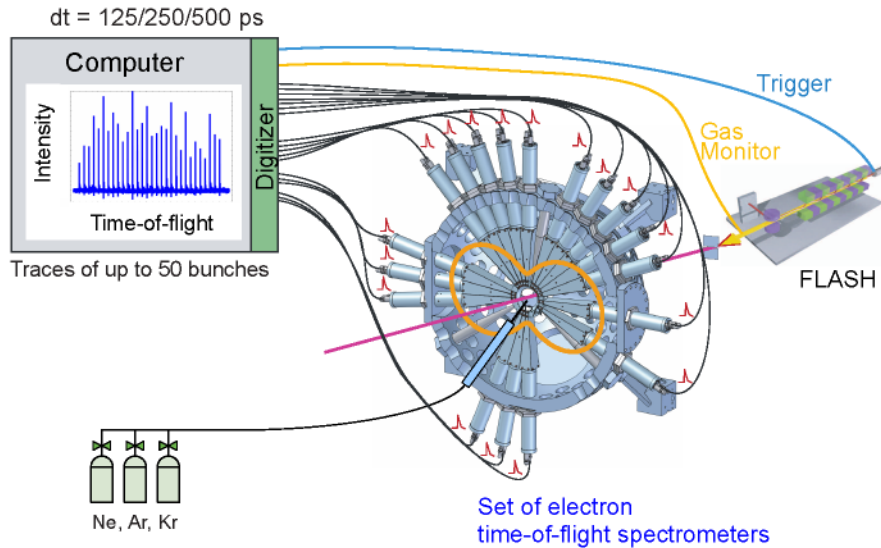 dt = 125/250/500 ps
Computer
Intensity
Time-of-flight
Digitizer
Traces of up to 50 bunches
Trigger
Gas
Monitor
FLASH
Ne, Ar, Kr
Set of electron
time-of-flight spectrometers